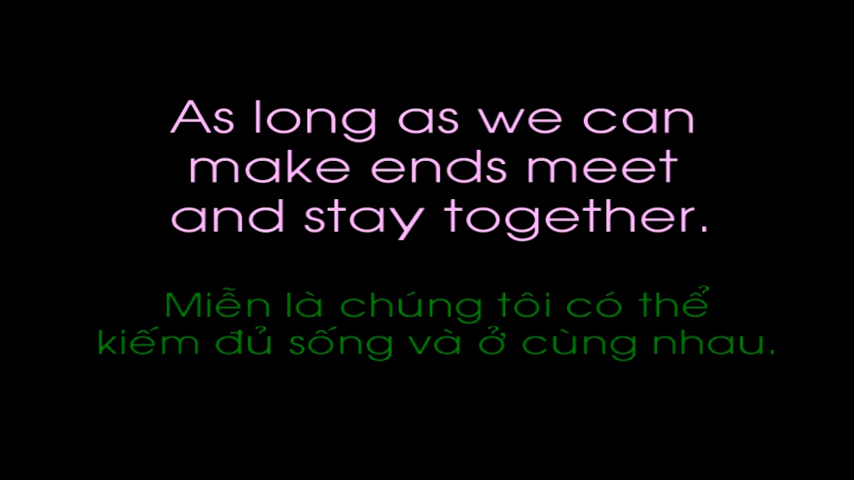 As long as we can
make ends meet
and stay together.
Miễn là chúng tôi có thể
kiếm đủ sống và ở cùng nhau.